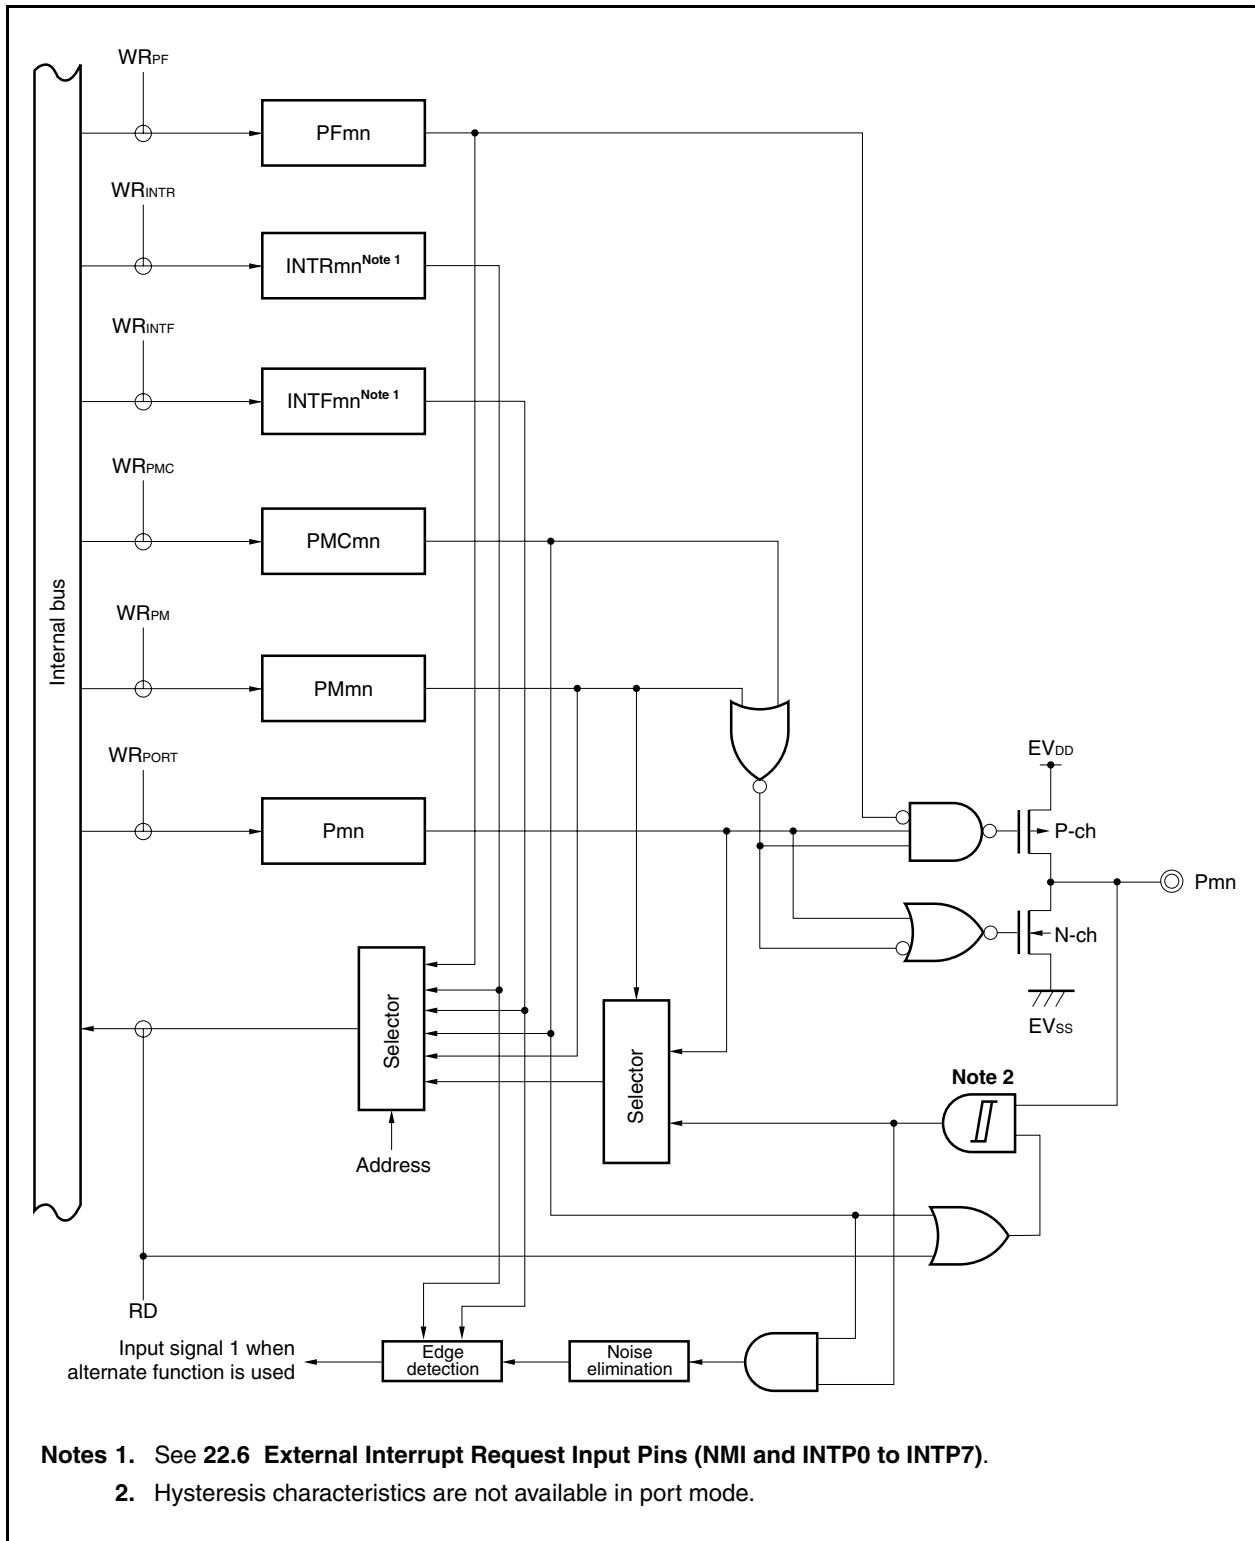 WRPF
PFmn
WRINTR
INTRmnNote 1
WRINTF
INTFmnNote 1
WRPMC
PMCmn
Internal bus
WRPM
PMmn
WRPORT
Pmn
EVDD
P-ch
Pmn
N-ch
EVSS
Selector
Selector
Note 2
Address
RD
Input signal 1 when
alternate function is used
Edge
detection
Noise
elimination
Notes 1. See 22.6 External Interrupt Request Input Pins (NMI and INTP0 to INTP7).
2. Hysteresis characteristics are not available in port mode.